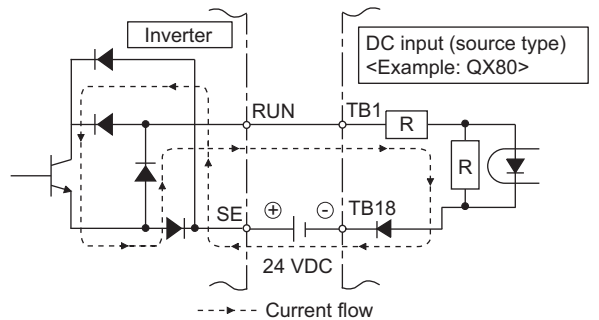 Inverter
DC input (source type)
<Example: QX80>
RUN
TB1
R
R
SE
+
-
TB18
24 VDC
Current flow